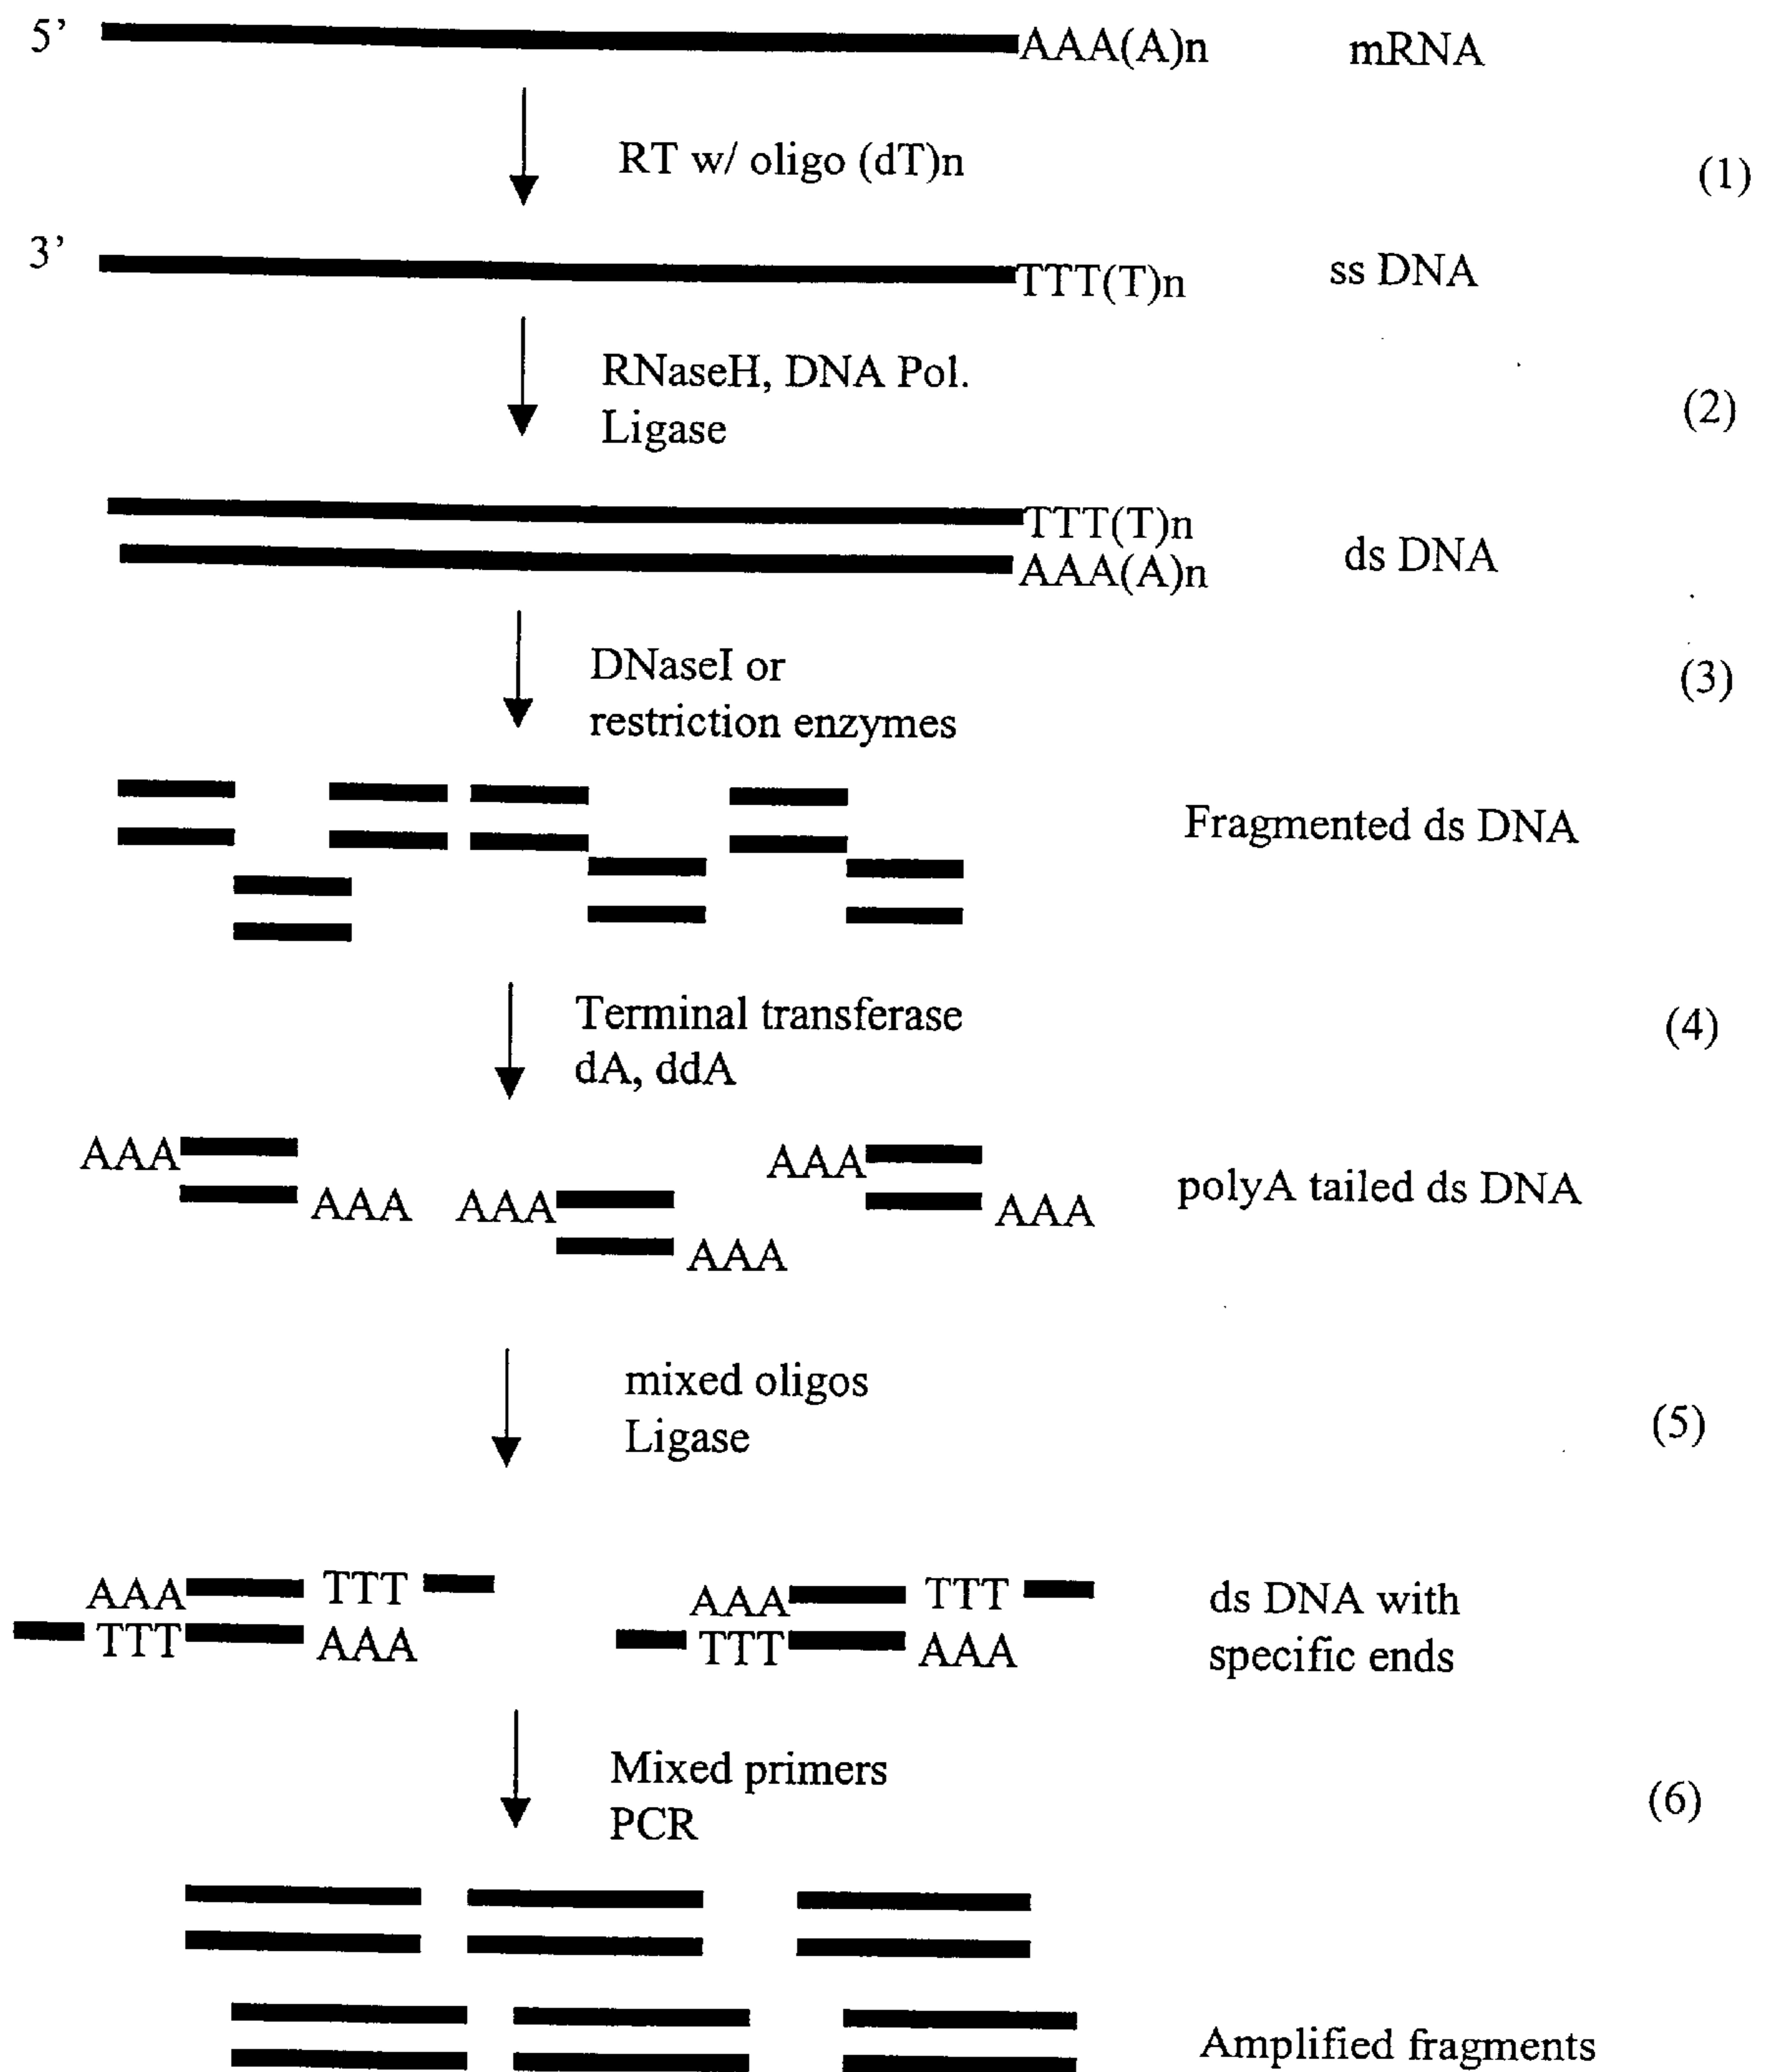 5’ AAA(A)n mRNA
RT w/ oligo (dT)n (1)
3’ TTT(T)n ss DNA
RNaseH, DNA Pol.
Ligase (2)
TTT(T)n
AAA(A)n ds DNA
DNaseI or
restriction enzymes (3)
Fragmented ds DNA
Terminal transferase
dA, ddA (4)
AAA AAA
AAA AAA AAA
AAA
polyA tailed ds DNA
mixed oligos
Ligase (5)
AAA TTT AAA TTT
TTT AAA TTT AAA
ds DNA with
specific ends
Mixed primers
PCR (6)
Amplified fragments